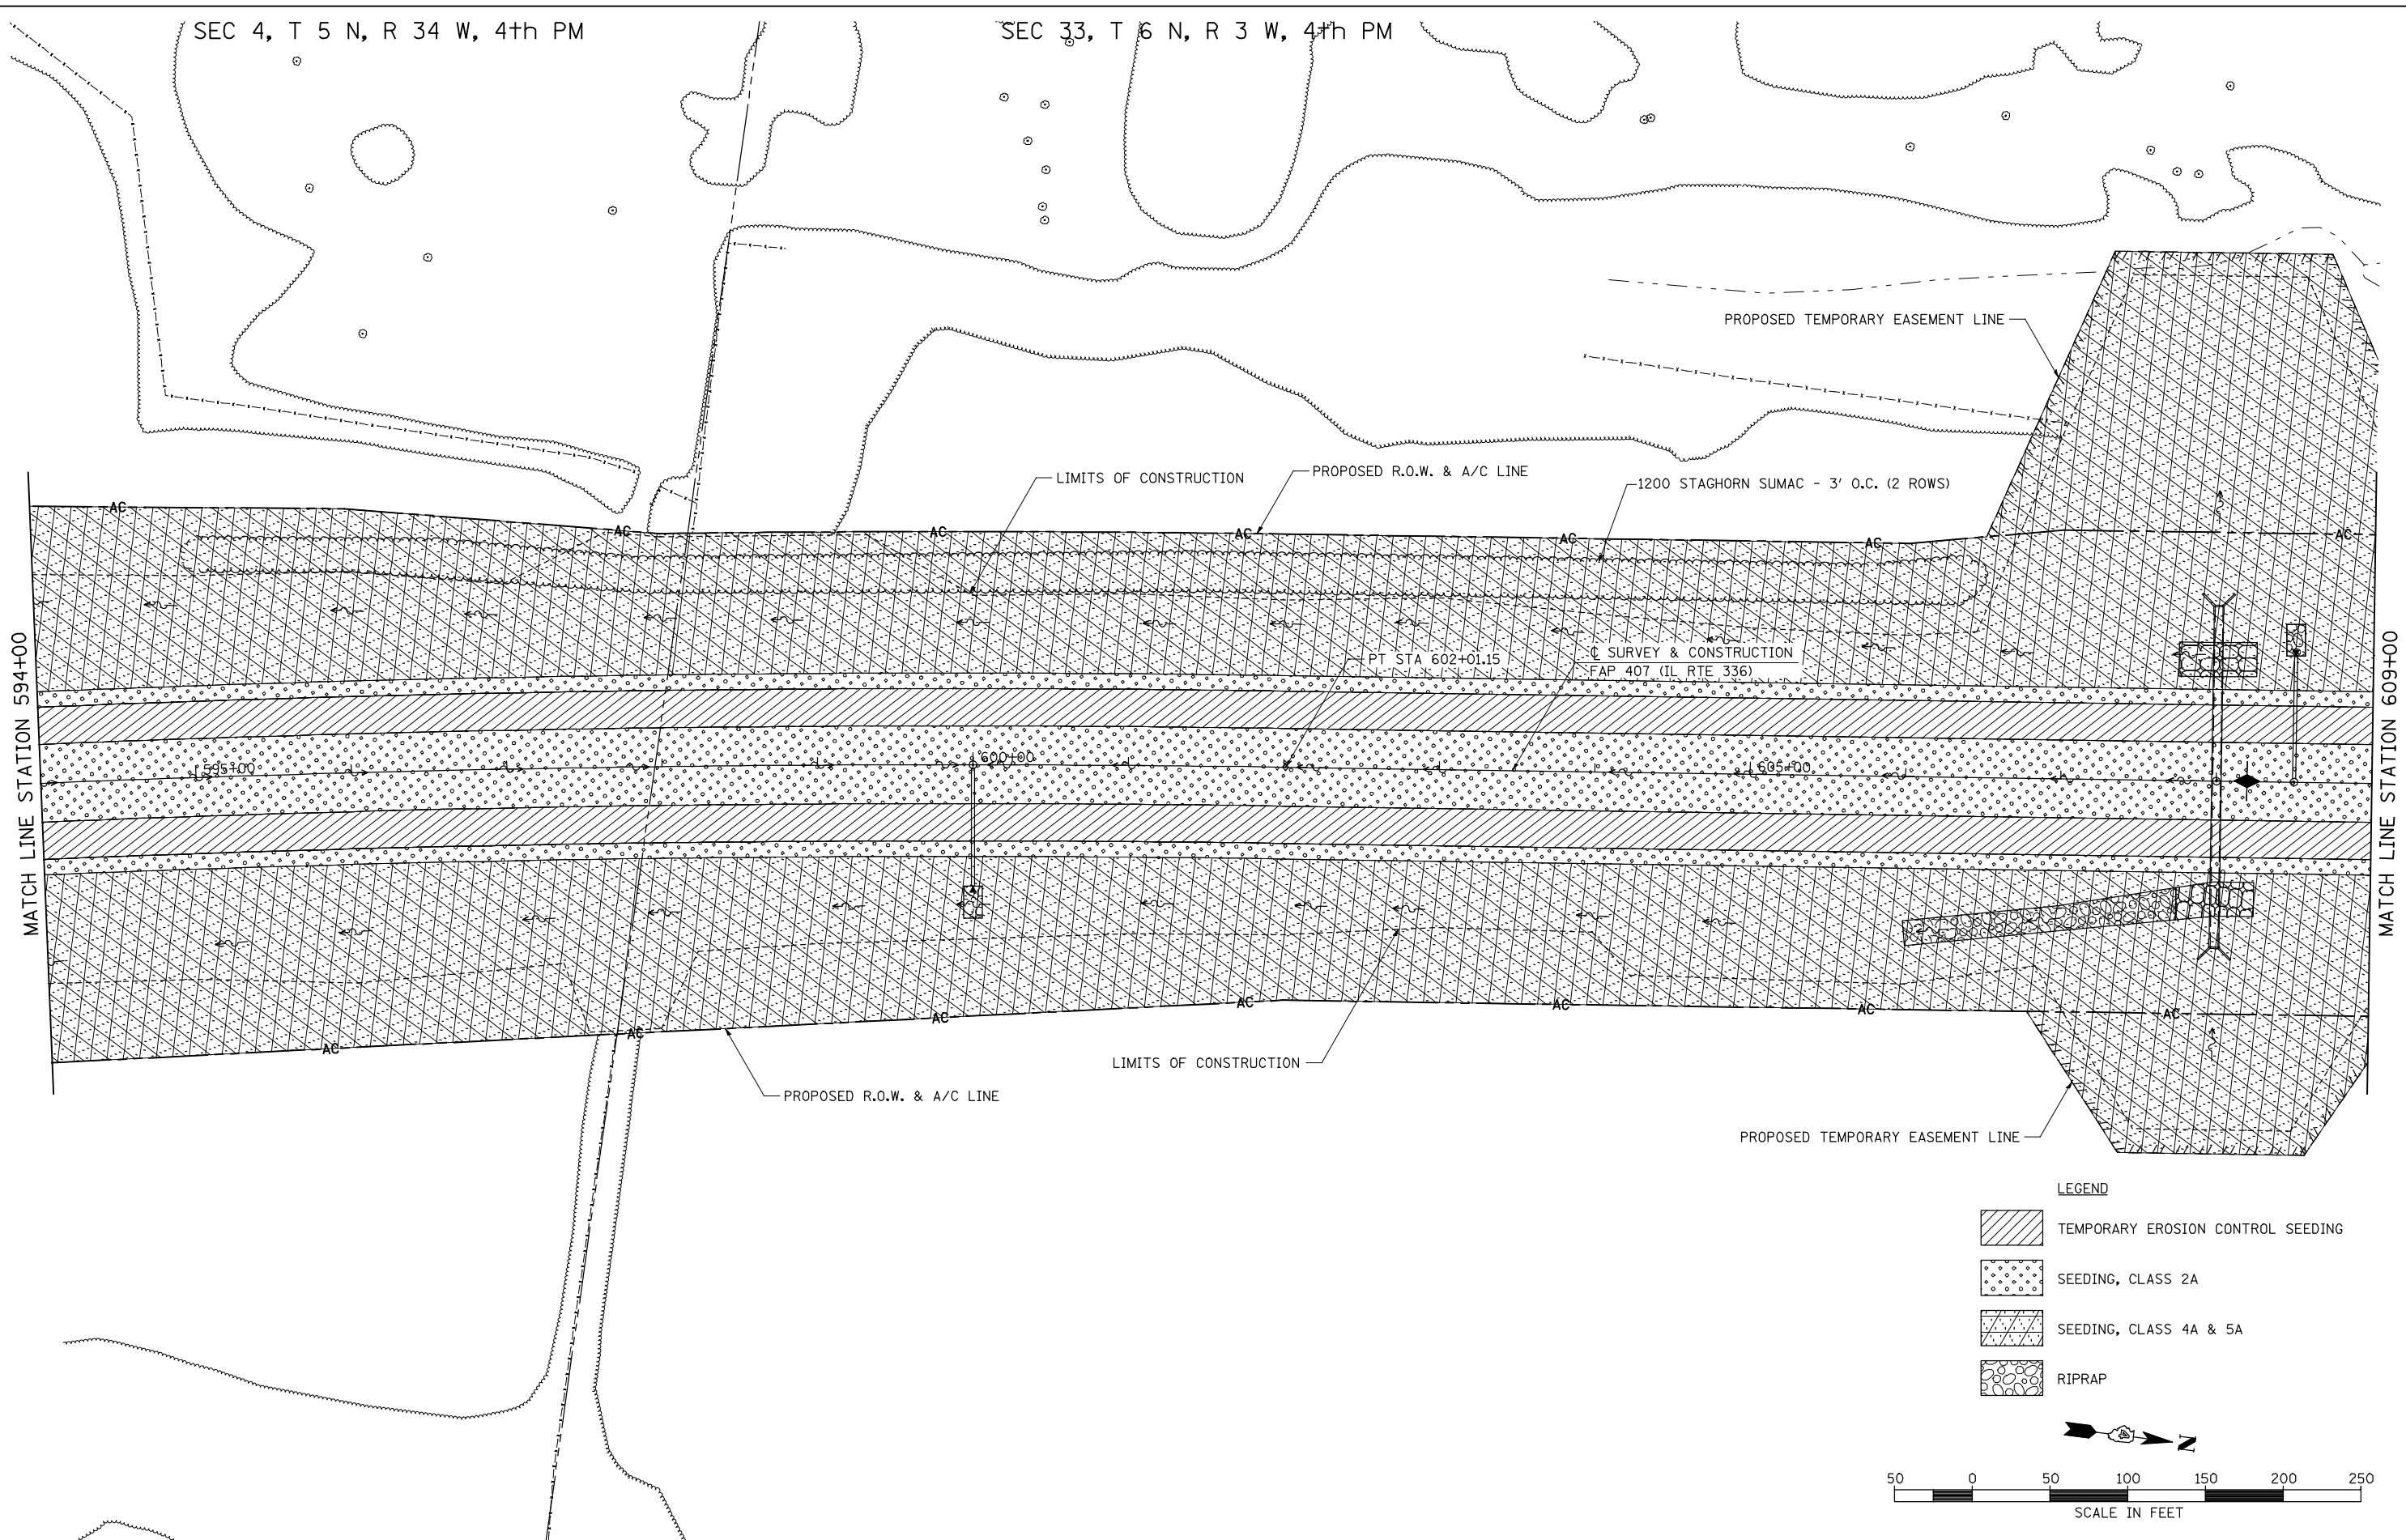 SEC 4, T 5 N, R 34 W, 4th PM
SEC 33, T 6 N, R 3 W, 4th PM
PROPOSED TEMPORARY EASEMENT LINE
LIMITS OF CONSTRUCTION
PROPOSED R.O.W. & A/C LINE
1200 STAGHORN SUMAC - 3' O.C. (2 ROWS)
AC
AC
AC
AC
AC
AC
AC
MATCH LINE STATION 594+00
MATCH LINE STATION 609+00
PT STA 602+01.15
℄ SURVEY & CONSTRUCTION
FAP 407 (IL RTE 336)
595+00
600+00
605+00
AC
AC
AC
AC
AC
AC
AC
LIMITS OF CONSTRUCTION
PROPOSED R.O.W. & A/C LINE
PROPOSED TEMPORARY EASEMENT LINE
LEGEND
TEMPORARY EROSION CONTROL SEEDING
SEEDING, CLASS 2A
SEEDING, CLASS 4A & 5A
RIPRAP
N
50 0 50 100 150 200 250
SCALE IN FEET